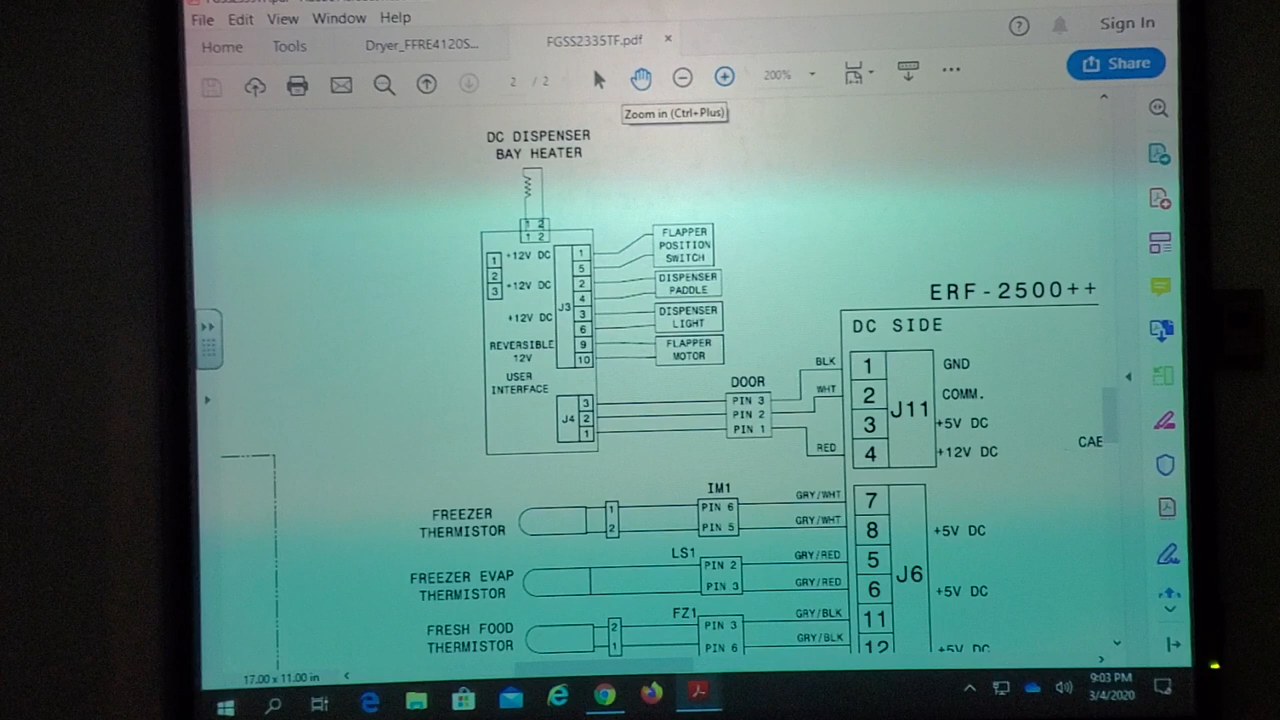 File Edit View Window Help
Sign In
Home Tools Dryer_FFRE4120S... FGSS2335TF.pdf ×
2 / 2 200% Share
Zoom in (Ctrl+Plus)
DC DISPENSER
BAY HEATER
1 2
1 2
1
2
3
+12V DC
+12V DC
+12V DC
REVERSIBLE
12V
USER
INTERFACE
J3
1
5
2
4
3
6
9
10
FLAPPER
POSITION
SWITCH
DISPENSER
PADDLE
DISPENSER
LIGHT
FLAPPER
MOTOR
J4
3
2
1
DOOR
PIN 3
PIN 2
PIN 1
BLK
WHT
RED
ERF-2500++
DC SIDE
1 GND
2 COMM.
3 +5V DC
4 +12V DC
J11
CAE
FREEZER
THERMISTOR
1
2
IM1
PIN 6
PIN 5
GRY/WHT
GRY/WHT
7
8 +5V DC
FREEZER EVAP
THERMISTOR
LS1
PIN 2
PIN 3
GRY/RED
GRY/RED
5
6 +5V DC
J6
FRESH FOOD
THERMISTOR
2
1
FZ1
PIN 3
PIN 6
GRY/BLK
GRY/BLK
11
12 +5V DC
17.00 x 11.00 in
9:03 PM
3/4/2020